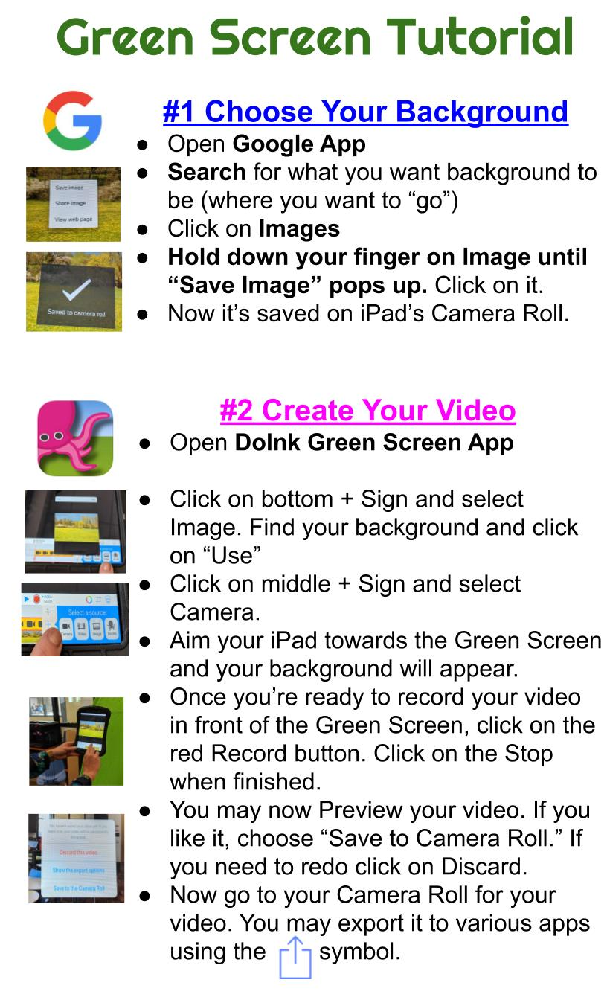 Green Screen Tutorial
#1 Choose Your Background
● Open Google App
● Search for what you want background to
be (where you want to “go”)
● Click on Images
● Hold down your finger on Image until
“Save Image” pops up. Click on it.
● Now it’s saved on iPad’s Camera Roll.
Save image
Share image
View web page
Saved to camera roll
#2 Create Your Video
● Open DoInk Green Screen App
● Click on bottom + Sign and select
Image. Find your background and click
on “Use”
● Click on middle + Sign and select
Camera.
● Aim your iPad towards the Green Screen
and your background will appear.
● Once you’re ready to record your video
in front of the Green Screen, click on the
red Record button. Click on the Stop
when finished.
● You may now Preview your video. If you
like it, choose “Save to Camera Roll.” If
you need to redo click on Discard.
● Now go to your Camera Roll for your
video. You may export it to various apps
using the symbol.
Select a source:
Camera Video Image
Discard this video
Show the export options
Save to the Camera Roll